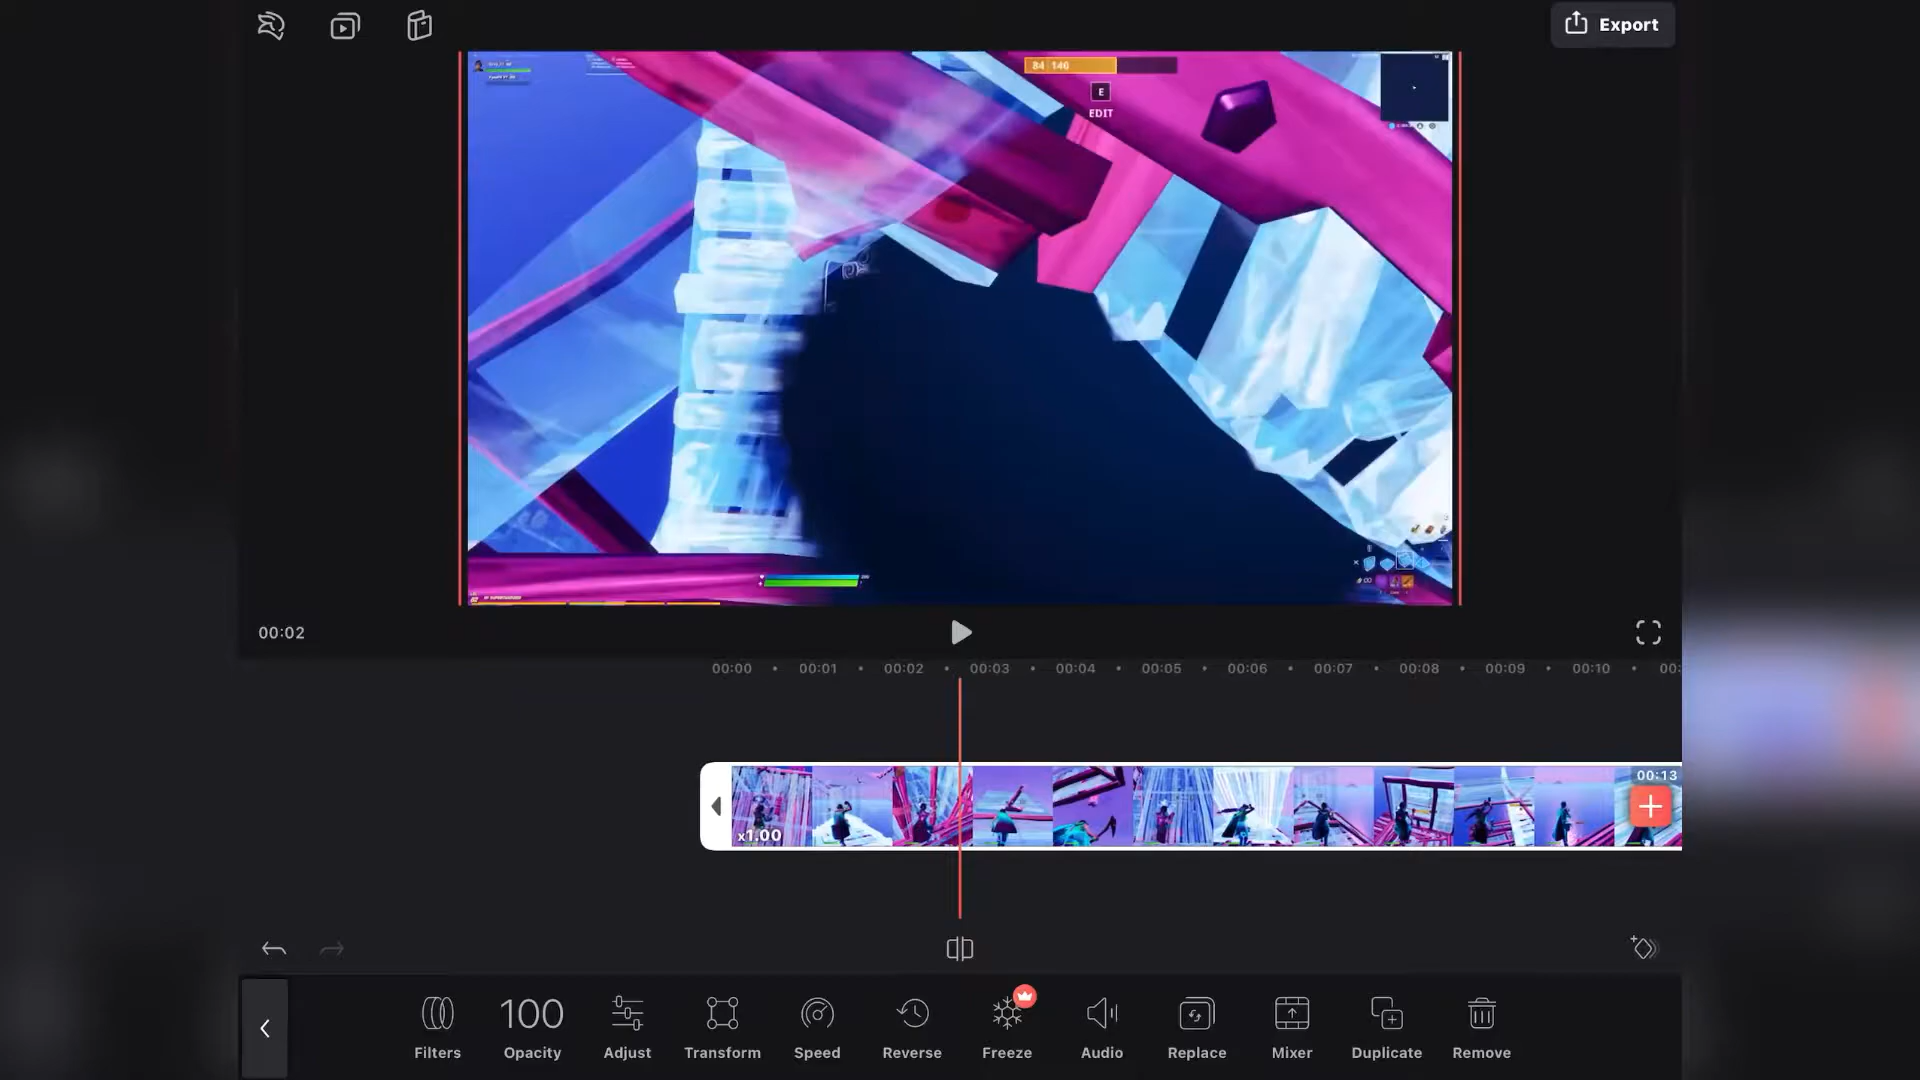 Export
84 140
E
EDIT
00:02
00:00 00:01 00:02 00:03 00:04 00:05 00:06 00:07 00:08 00:09 00:10 00:
00:13
x1.00
100
Filters Opacity Adjust Transform Speed Reverse Freeze Audio Replace Mixer Duplicate Remove